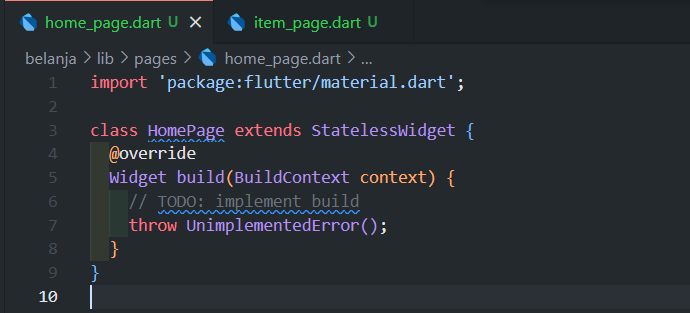 home_page.dart U ×
item_page.dart U
belanja > lib > pages > home_page.dart > ...
1 import 'package:flutter/material.dart';
2
3 class HomePage extends StatelessWidget {
4 @override
5 Widget build(BuildContext context) {
6 // TODO: implement build
7 throw UnimplementedError();
8 }
9 }
10